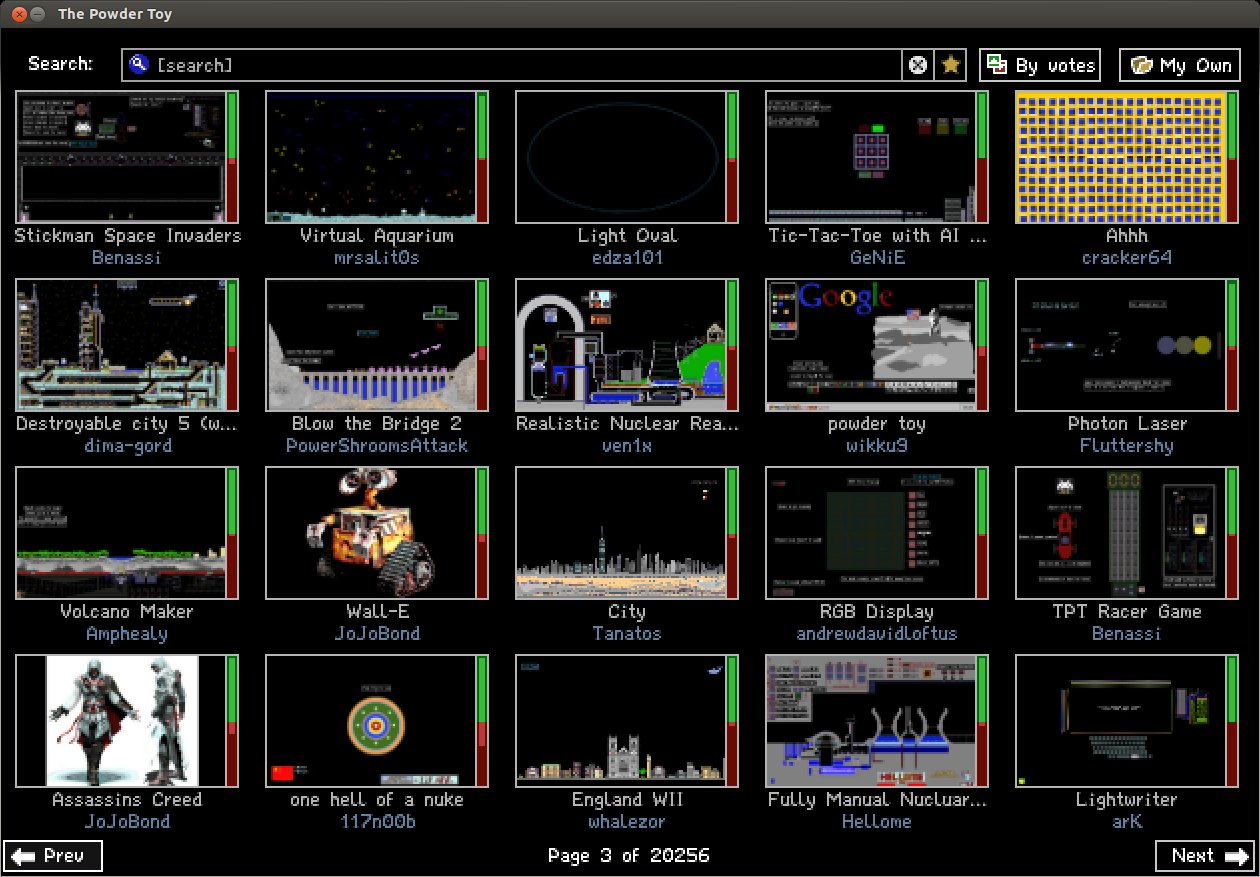 The Powder Toy
Search: [search] By votes My Own
Stickman Space Invaders
Benassi
Virtual Aquarium
mrsalit0s
Light Oval
edza101
Tic-Tac-Toe with AI ...
GeNiE
Ahhh
cracker64
Destroyable city 5 (w...
dima-gord
Blow the Bridge 2
PowerShroomsAttack
Realistic Nuclear Rea...
ven1x
Google
powder toy
wikku9
Photon Laser
Fluttershy
Volcano Maker
Amphealy
Wall-E
JoJoBond
City
Tanatos
RGB Display
andrewdavidloftus
TPT Racer Game
Benassi
Assassins Creed
JoJoBond
one hell of a nuke
117n00b
England WII
whalezor
HELLOME
Fully Manual Nucluar...
Hellome
Lightwriter
arK
Prev Page 3 of 20256 Next